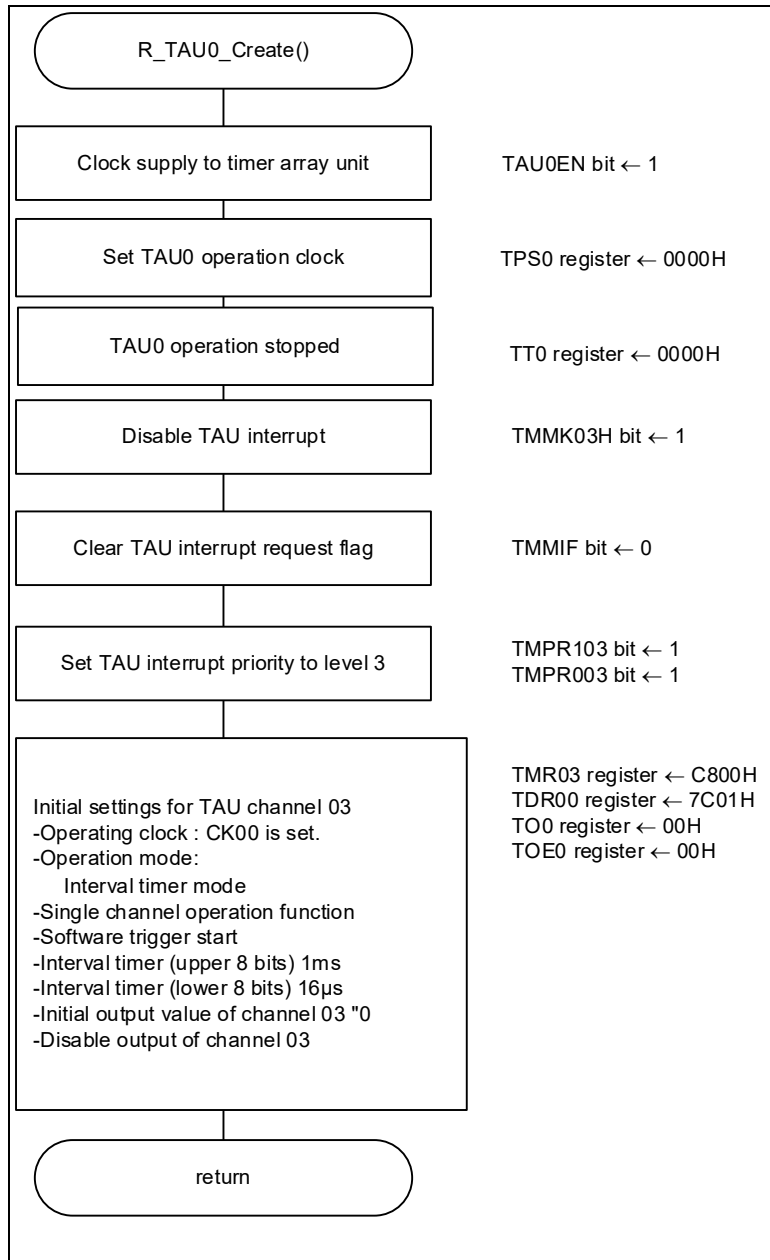 R_TAU0_Create()
Clock supply to timer array unit
TAU0EN bit ← 1
Set TAU0 operation clock
TPS0 register ← 0000H
TAU0 operation stopped
TT0 register ← 0000H
Disable TAU interrupt
TMMK03H bit ← 1
Clear TAU interrupt request flag
TMMIF bit ← 0
Set TAU interrupt priority to level 3
TMPR103 bit ← 1
TMPR003 bit ← 1
Initial settings for TAU channel 03
-Operating clock : CK00 is set.
-Operation mode:
Interval timer mode
-Single channel operation function
-Software trigger start
-Interval timer (upper 8 bits) 1ms
-Interval timer (lower 8 bits) 16µs
-Initial output value of channel 03 "0
-Disable output of channel 03
TMR03 register ← C800H
TDR00 register ← 7C01H
TO0 register ← 00H
TOE0 register ← 00H
return